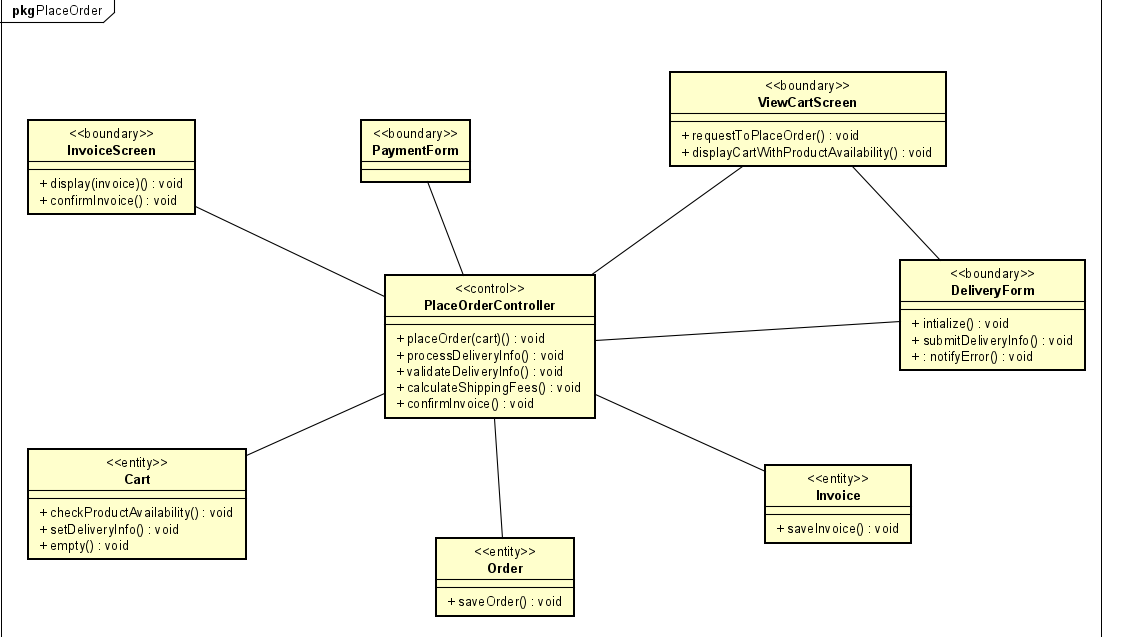 pkg PlaceOrder
<<boundary>>
ViewCartScreen
+ requestToPlaceOrder() : void
+ displayCartWithProductAvailability() : void
<<boundary>>
InvoiceScreen
+ display(invoice)() : void
+ confirmInvoice() : void
<<boundary>>
PaymentForm
<<boundary>>
DeliveryForm
+ intialize() : void
+ submitDeliveryInfo() : void
+ : notifyError() : void
<<control>>
PlaceOrderController
+ placeOrder(cart)() : void
+ processDeliveryInfo() : void
+ validateDeliveryInfo() : void
+ calculateShippingFees() : void
+ confirmInvoice() : void
<<entity>>
Cart
+ checkProductAvailability() : void
+ setDeliveryInfo() : void
+ empty() : void
<<entity>>
Invoice
+ saveInvoice() : void
<<entity>>
Order
+ saveOrder() : void